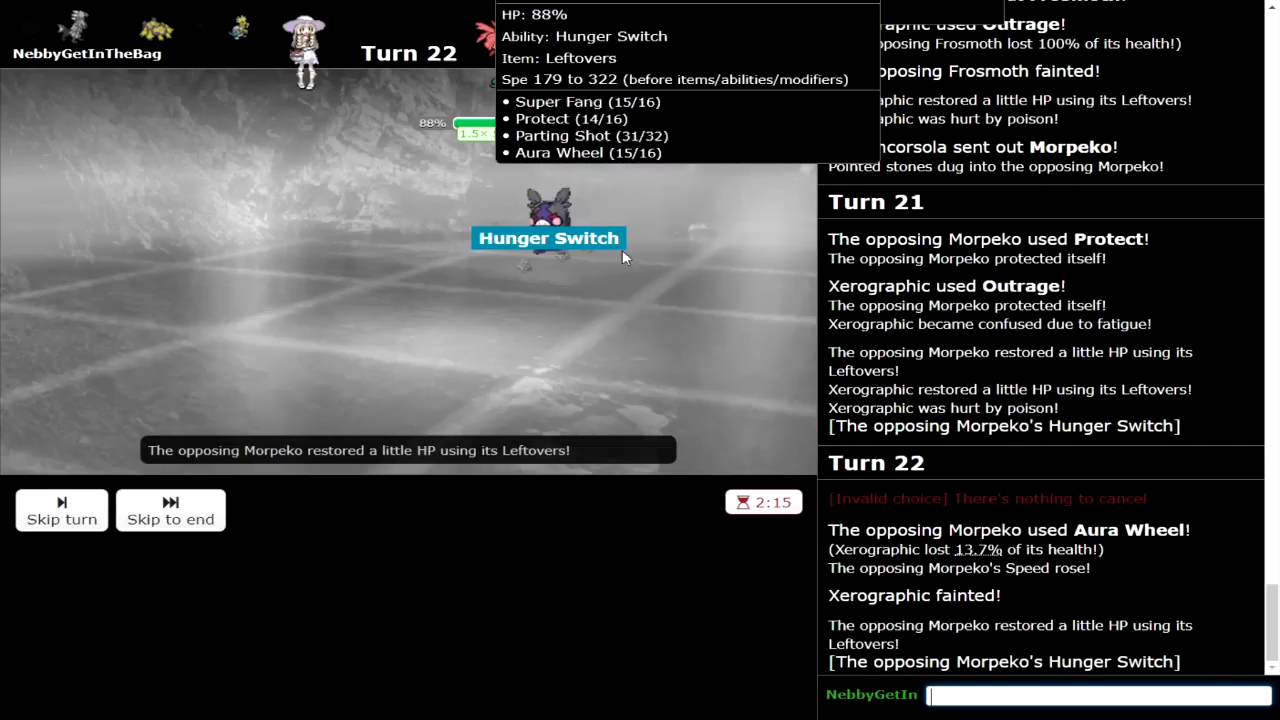 NebbyGetInTheBag
Turn 22
HP: 88%
Ability: Hunger Switch
Item: Leftovers
Spe 179 to 322 (before items/abilities/modifiers)
• Super Fang (15/16)
• Protect (14/16)
• Parting Shot (31/32)
• Aura Wheel (15/16)
88%
1.5×
Hunger Switch
The opposing Morpeko restored a little HP using its Leftovers!
Skip turn
Skip to end
2:15
Outrage!
pposing Frosmoth lost 100% of its health!)
pposing Frosmoth fainted!
aphic restored a little HP using its Leftovers!
aphic was hurt by poison!
ncorsola sent out Morpeko!
Pointed stones dug into the opposing Morpeko!
Turn 21
The opposing Morpeko used Protect!
The opposing Morpeko protected itself!
Xerographic used Outrage!
The opposing Morpeko protected itself!
Xerographic became confused due to fatigue!
The opposing Morpeko restored a little HP using its
Leftovers!
Xerographic restored a little HP using its Leftovers!
Xerographic was hurt by poison!
[The opposing Morpeko's Hunger Switch]
Turn 22
[Invalid choice] There's nothing to cancel
The opposing Morpeko used Aura Wheel!
(Xerographic lost 13.7% of its health!)
The opposing Morpeko's Speed rose!
Xerographic fainted!
The opposing Morpeko restored a little HP using its
Leftovers!
[The opposing Morpeko's Hunger Switch]
NebbyGetIn